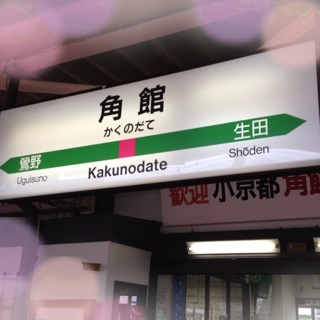 角館
かくのだて
鶯野
Uguisuno
Kakunodate
生田
Shōden
歓迎 小京都 角館